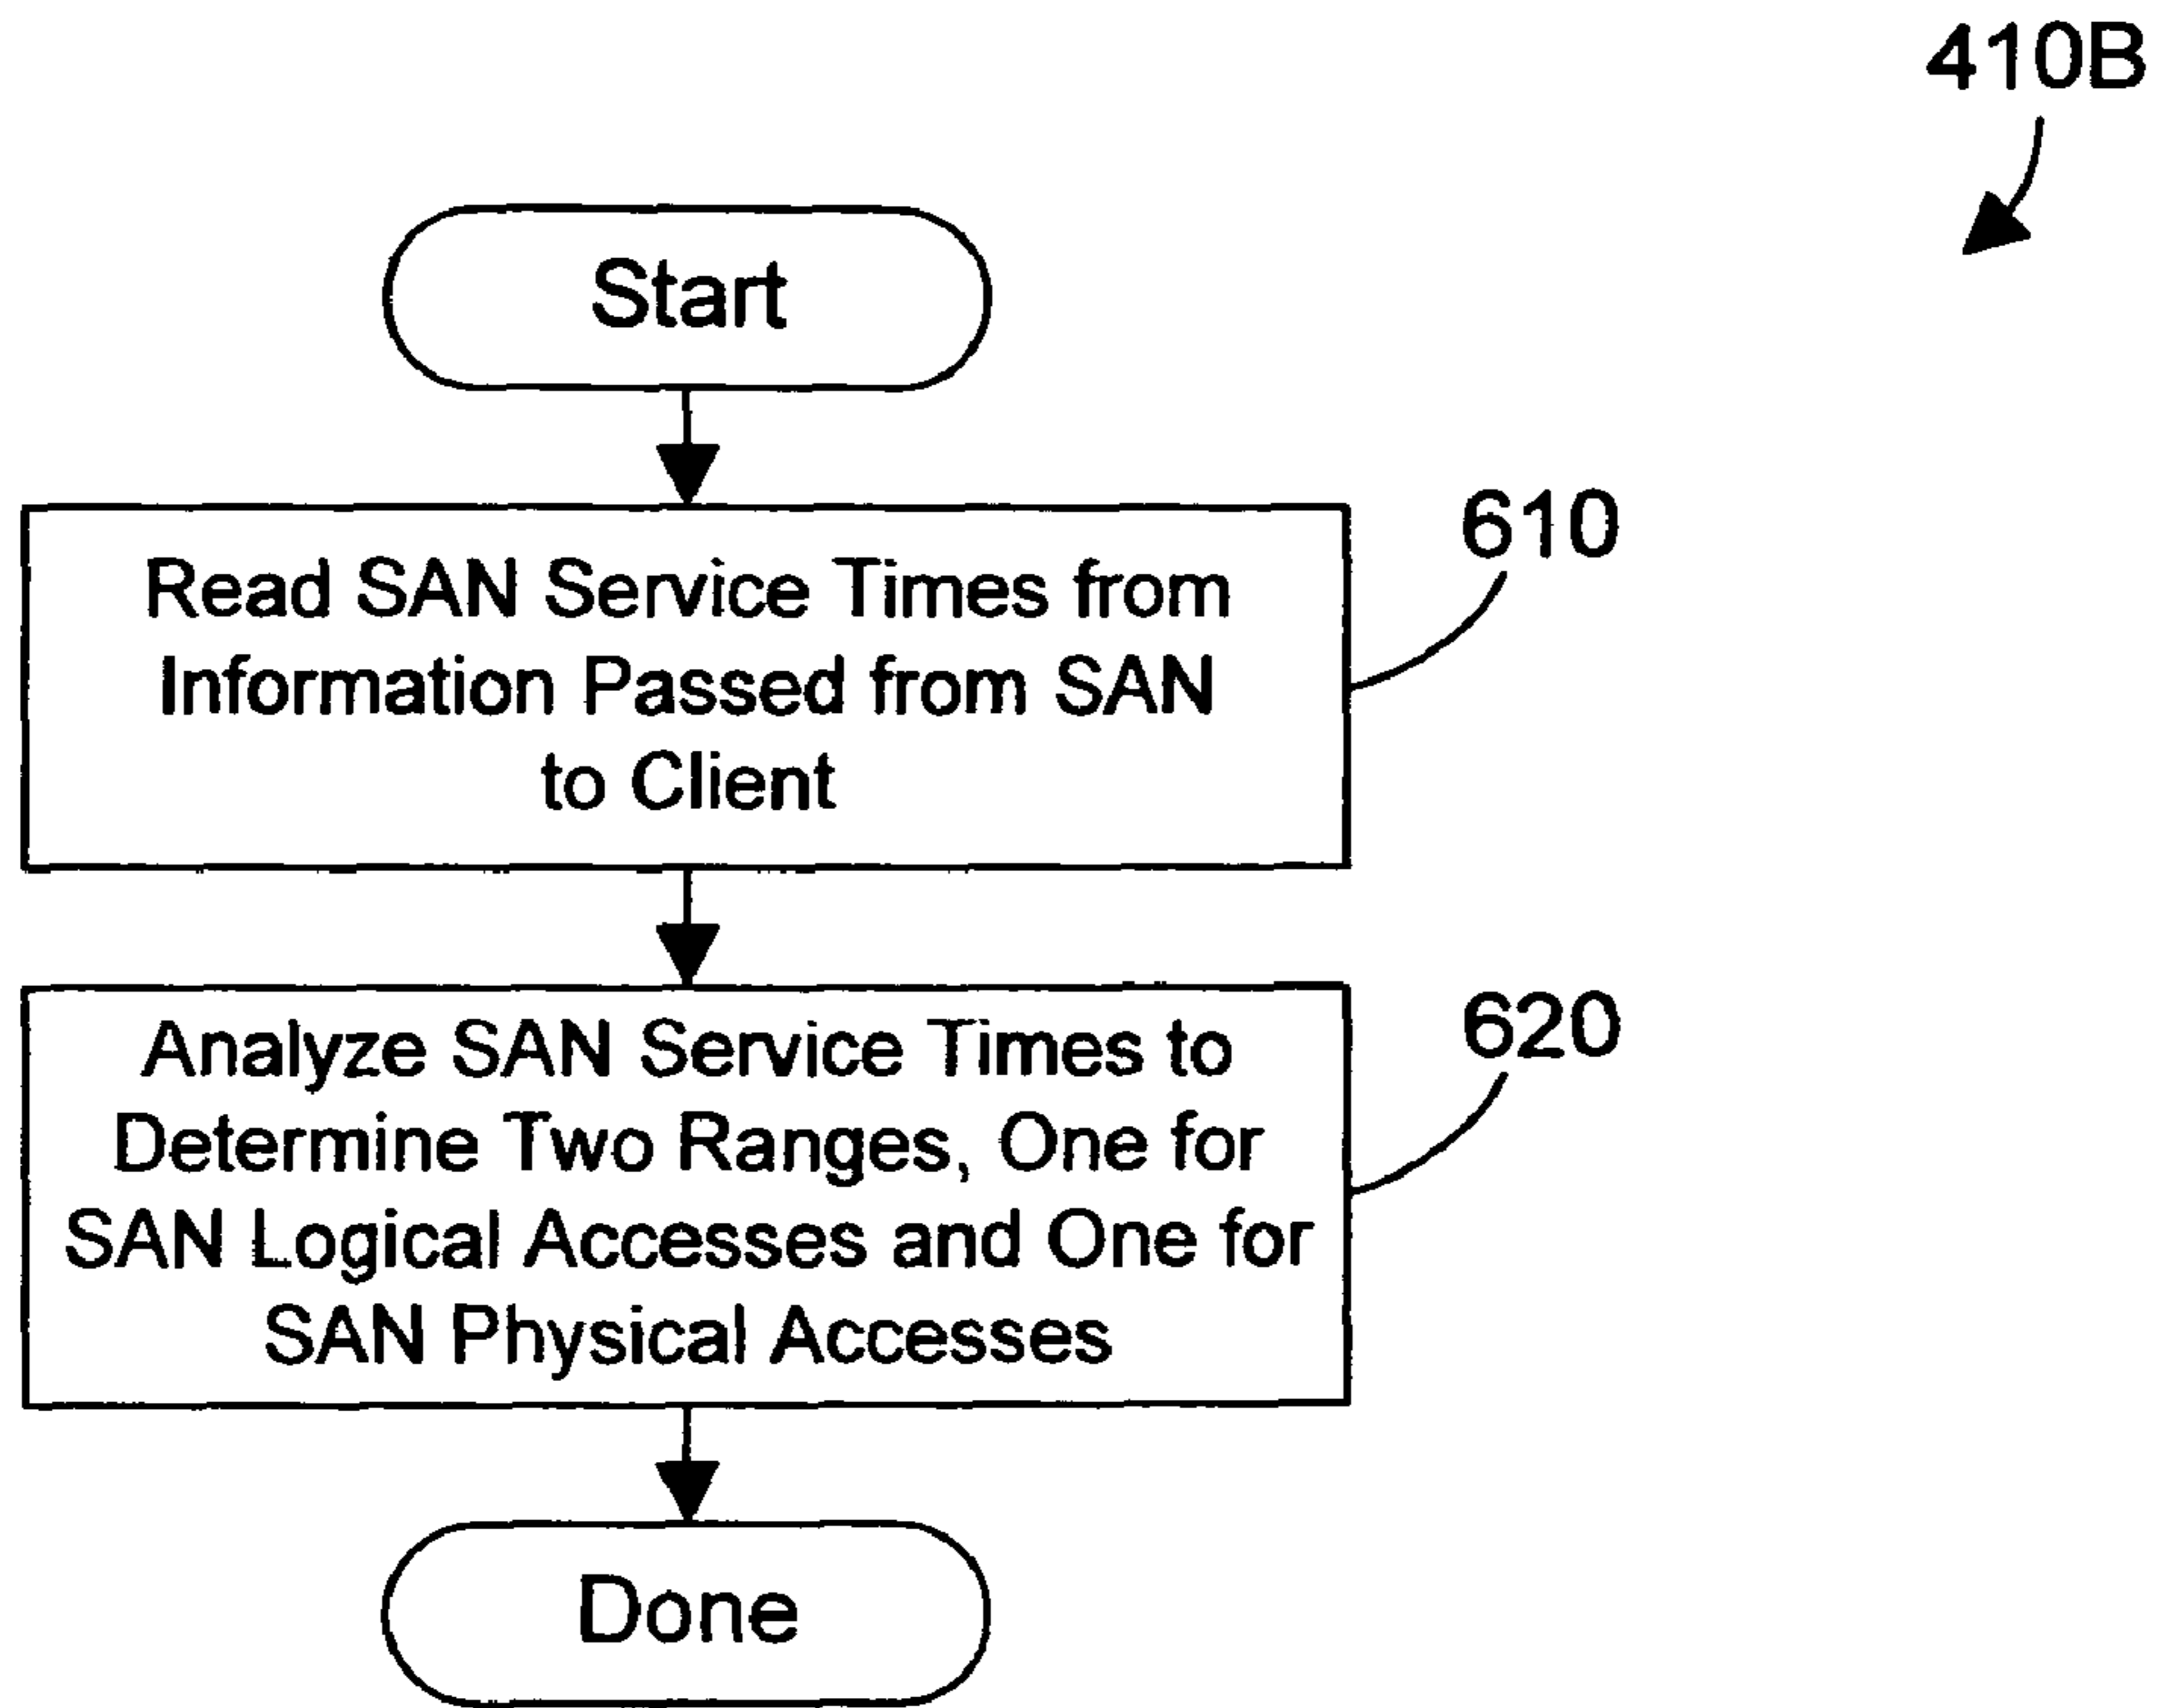 410B
Start
610
Read SAN Service Times from
Information Passed from SAN
to Client
620
Analyze SAN Service Times to
Determine Two Ranges, One for
SAN Logical Accesses and One for
SAN Physical Accesses
Done